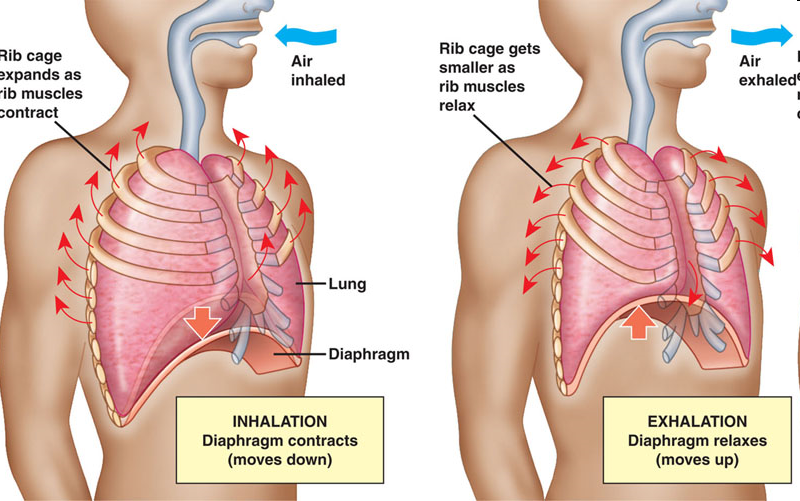 Rib cage
expands as
rib muscles
contract
Air
inhaled
Lung
Diaphragm
INHALATION
Diaphragm contracts
(moves down)
Rib cage gets
smaller as
rib muscles
relax
Air
exhaled
EXHALATION
Diaphragm relaxes
(moves up)